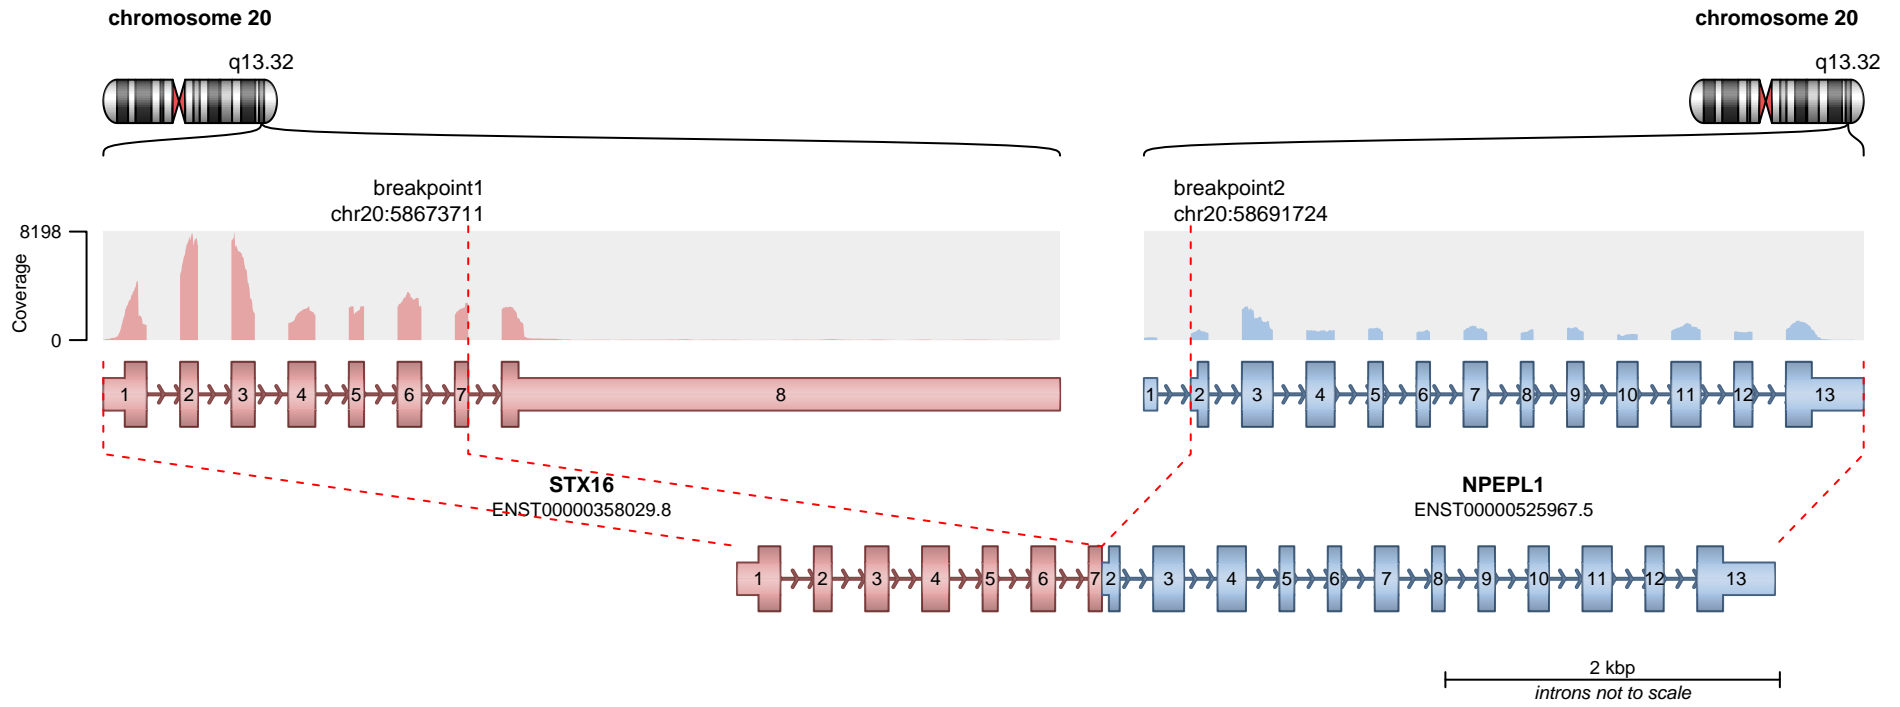 chromosome 20
chromosome 20
q13.32
q13.32
breakpoint1
chr20:58673711
breakpoint2
chr20:58691724
8198
Coverage
0
1 2 3 4 5 6 7 8
1 2 3 4 5 6 7 8 9 10 11 12 13
STX16
ENST00000358029.8
NPEPL1
ENST00000525967.5
1 2 3 4 5 6 7 2 3 4 5 6 7 8 9 10 11 12 13
2 kbp
introns not to scale